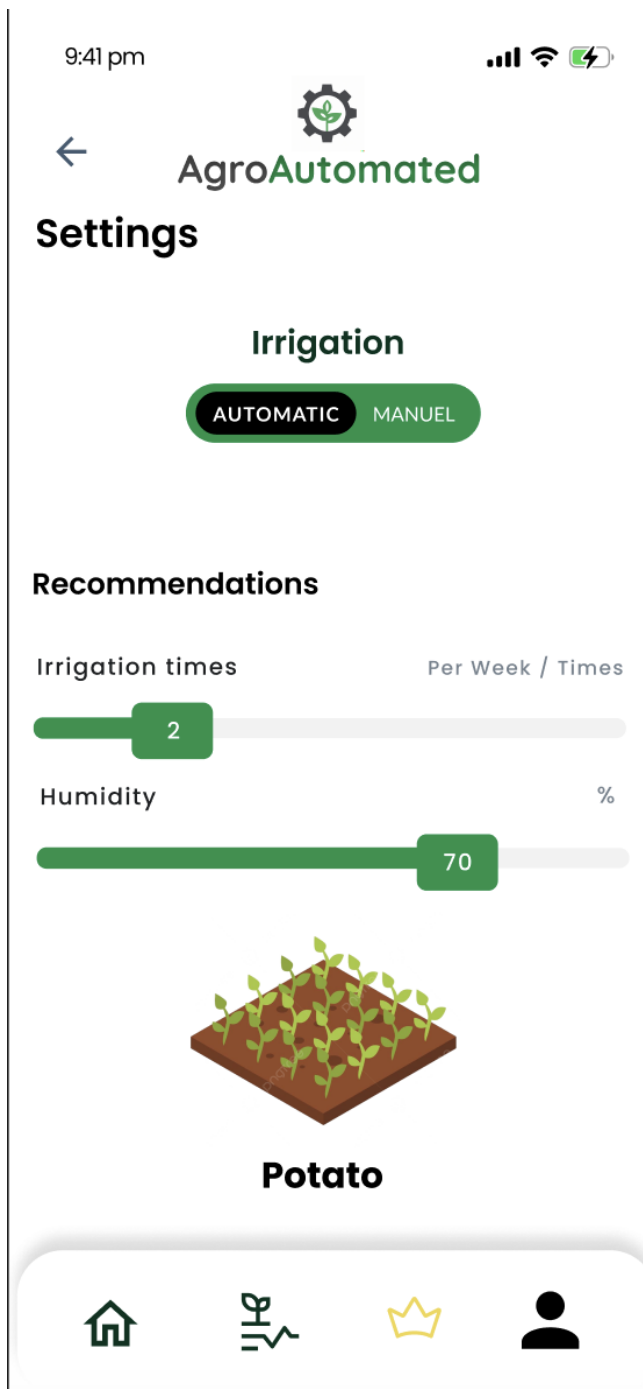 9:41 pm
AgroAutomated
Settings
Irrigation
AUTOMATIC MANUEL
Recommendations
Irrigation times Per Week / Times
2
Humidity %
70
Potato